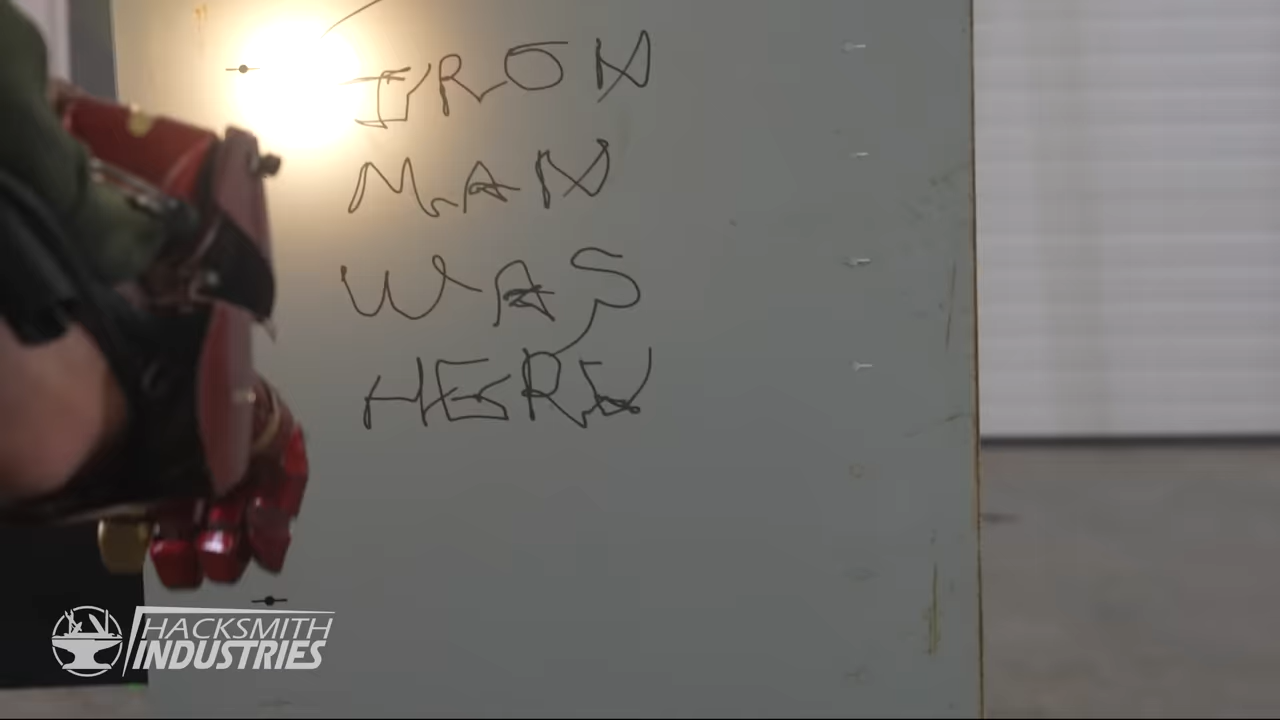 IRON
MAN
WAS
HERE
HACKSMITH
INDUSTRIES